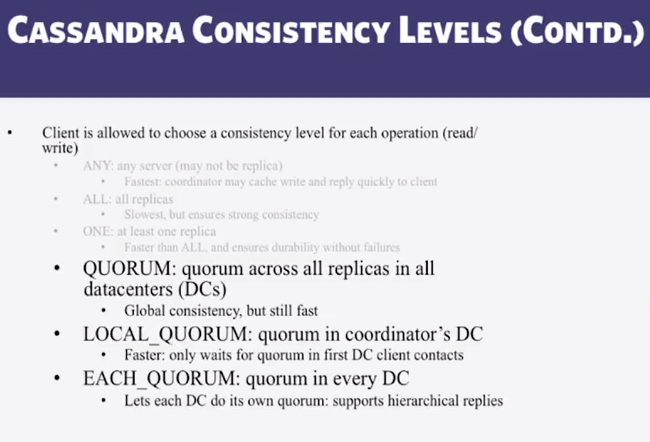 CASSANDRA CONSISTENCY LEVELS (CONTD.)
• Client is allowed to choose a consistency level for each operation (read/
write)
• ANY: any server (may not be replica)
• Fastest: coordinator may cache write and reply quickly to client
• ALL: all replicas
• Slowest, but ensures strong consistency
• ONE: at least one replica
• Faster than ALL, and ensures durability without failures
• QUORUM: quorum across all replicas in all
datacenters (DCs)
• Global consistency, but still fast
• LOCAL_QUORUM: quorum in coordinator's DC
• Faster: only waits for quorum in first DC client contacts
• EACH_QUORUM: quorum in every DC
• Lets each DC do its own quorum: supports hierarchical replies